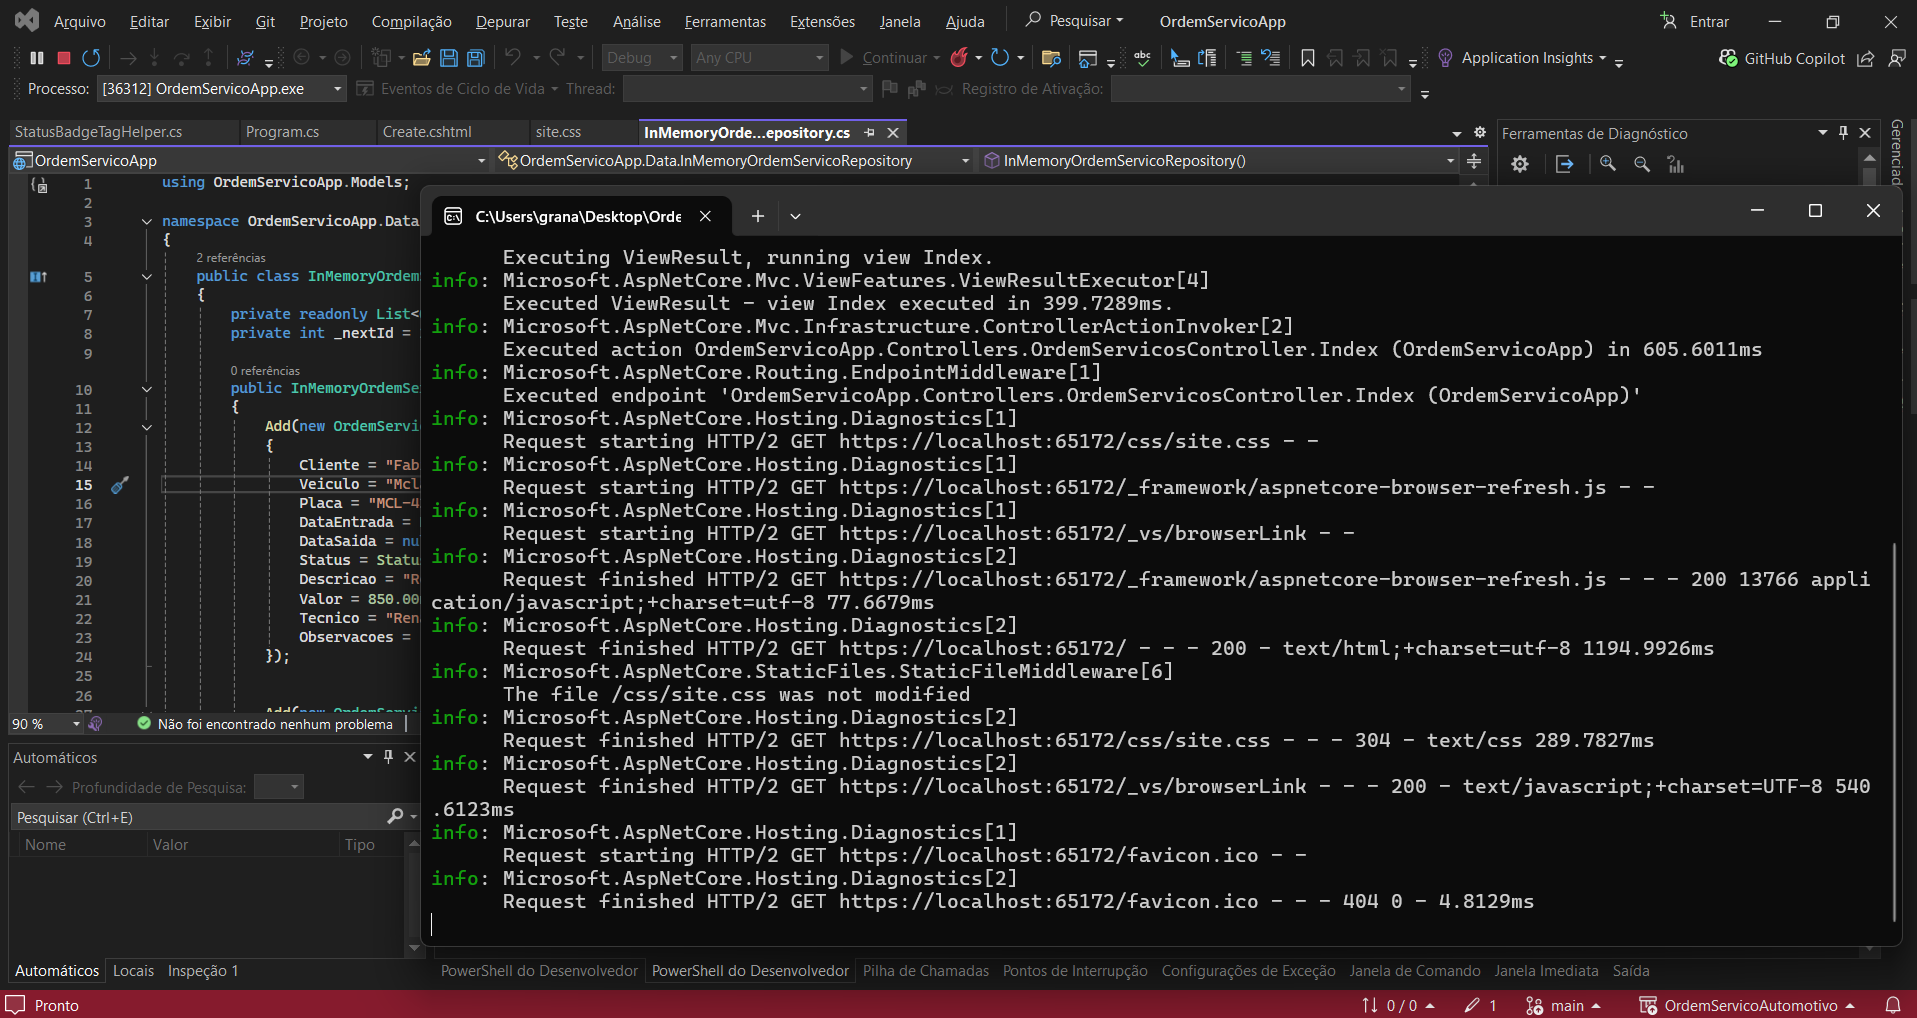 Arquivo Editar Exibir Git Projeto Compilação Depurar Teste Análise Ferramentas Extensões Janela Ajuda Pesquisar OrdemServicoApp Entrar
Debug Any CPU Continuar Application Insights GitHub Copilot
Processo: [36312] OrdemServicoApp.exe Eventos de Ciclo de Vida Thread: Registro de Ativação:
StatusBadgeTagHelper.cs Program.cs Create.cshtml site.css InMemoryOrde...epository.cs Ferramentas de Diagnóstico
OrdemServicoApp OrdemServicoApp.Data.InMemoryOrdemServicoRepository InMemoryOrdemServicoRepository()
Gerenciad
1 using OrdemServicoApp.Models;
2
3 namespace OrdemServicoApp.Data
4 {
2 referências
5 public class InMemoryOrdem
6 {
7 private readonly List<
8 private int _nextId =
9
0 referências
10 public InMemoryOrdemSe
11 {
12 Add(new OrdemServi
13 {
14 Cliente = "Fab
15 Veiculo = "Mcl
16 Placa = "MCL-4
17 DataEntrada =
18 DataSaida = nu
19 Status = Statu
20 Descricao = "R
21 Valor = 850.00
22 Tecnico = "Ren
23 Observacoes =
24 });
25
26
27 Add(new OrdemServi
90 % Não foi encontrado nenhum problema
C:\Users\grana\Desktop\Orde
Executing ViewResult, running view Index.
info: Microsoft.AspNetCore.Mvc.ViewFeatures.ViewResultExecutor[4]
Executed ViewResult - view Index executed in 399.7289ms.
info: Microsoft.AspNetCore.Mvc.Infrastructure.ControllerActionInvoker[2]
Executed action OrdemServicoApp.Controllers.OrdemServicosController.Index (OrdemServicoApp) in 605.6011ms
info: Microsoft.AspNetCore.Routing.EndpointMiddleware[1]
Executed endpoint 'OrdemServicoApp.Controllers.OrdemServicosController.Index (OrdemServicoApp)'
info: Microsoft.AspNetCore.Hosting.Diagnostics[1]
Request starting HTTP/2 GET https://localhost:65172/css/site.css - -
info: Microsoft.AspNetCore.Hosting.Diagnostics[1]
Request starting HTTP/2 GET https://localhost:65172/_framework/aspnetcore-browser-refresh.js - -
info: Microsoft.AspNetCore.Hosting.Diagnostics[1]
Request starting HTTP/2 GET https://localhost:65172/_vs/browserLink - -
info: Microsoft.AspNetCore.Hosting.Diagnostics[2]
Request finished HTTP/2 GET https://localhost:65172/_framework/aspnetcore-browser-refresh.js - - - 200 13766 appli
cation/javascript;+charset=utf-8 77.6679ms
info: Microsoft.AspNetCore.Hosting.Diagnostics[2]
Request finished HTTP/2 GET https://localhost:65172/ - - - 200 - text/html;+charset=utf-8 1194.9926ms
info: Microsoft.AspNetCore.StaticFiles.StaticFileMiddleware[6]
The file /css/site.css was not modified
info: Microsoft.AspNetCore.Hosting.Diagnostics[2]
Request finished HTTP/2 GET https://localhost:65172/css/site.css - - - 304 - text/css 289.7827ms
info: Microsoft.AspNetCore.Hosting.Diagnostics[2]
Request finished HTTP/2 GET https://localhost:65172/_vs/browserLink - - - 200 - text/javascript;+charset=UTF-8 540
.6123ms
info: Microsoft.AspNetCore.Hosting.Diagnostics[1]
Request starting HTTP/2 GET https://localhost:65172/favicon.ico - -
info: Microsoft.AspNetCore.Hosting.Diagnostics[2]
Request finished HTTP/2 GET https://localhost:65172/favicon.ico - - - 404 0 - 4.8129ms
Automáticos
Profundidade de Pesquisa:
Pesquisar (Ctrl+E)
Nome Valor Tipo
Automáticos Locais Inspeção 1
PowerShell do Desenvolvedor PowerShell do Desenvolvedor Pilha de Chamadas Pontos de Interrupção Configurações de Exceção Janela de Comando Janela Imediata Saída
Pronto 0 / 0 1 main OrdemServicoAutomotivo